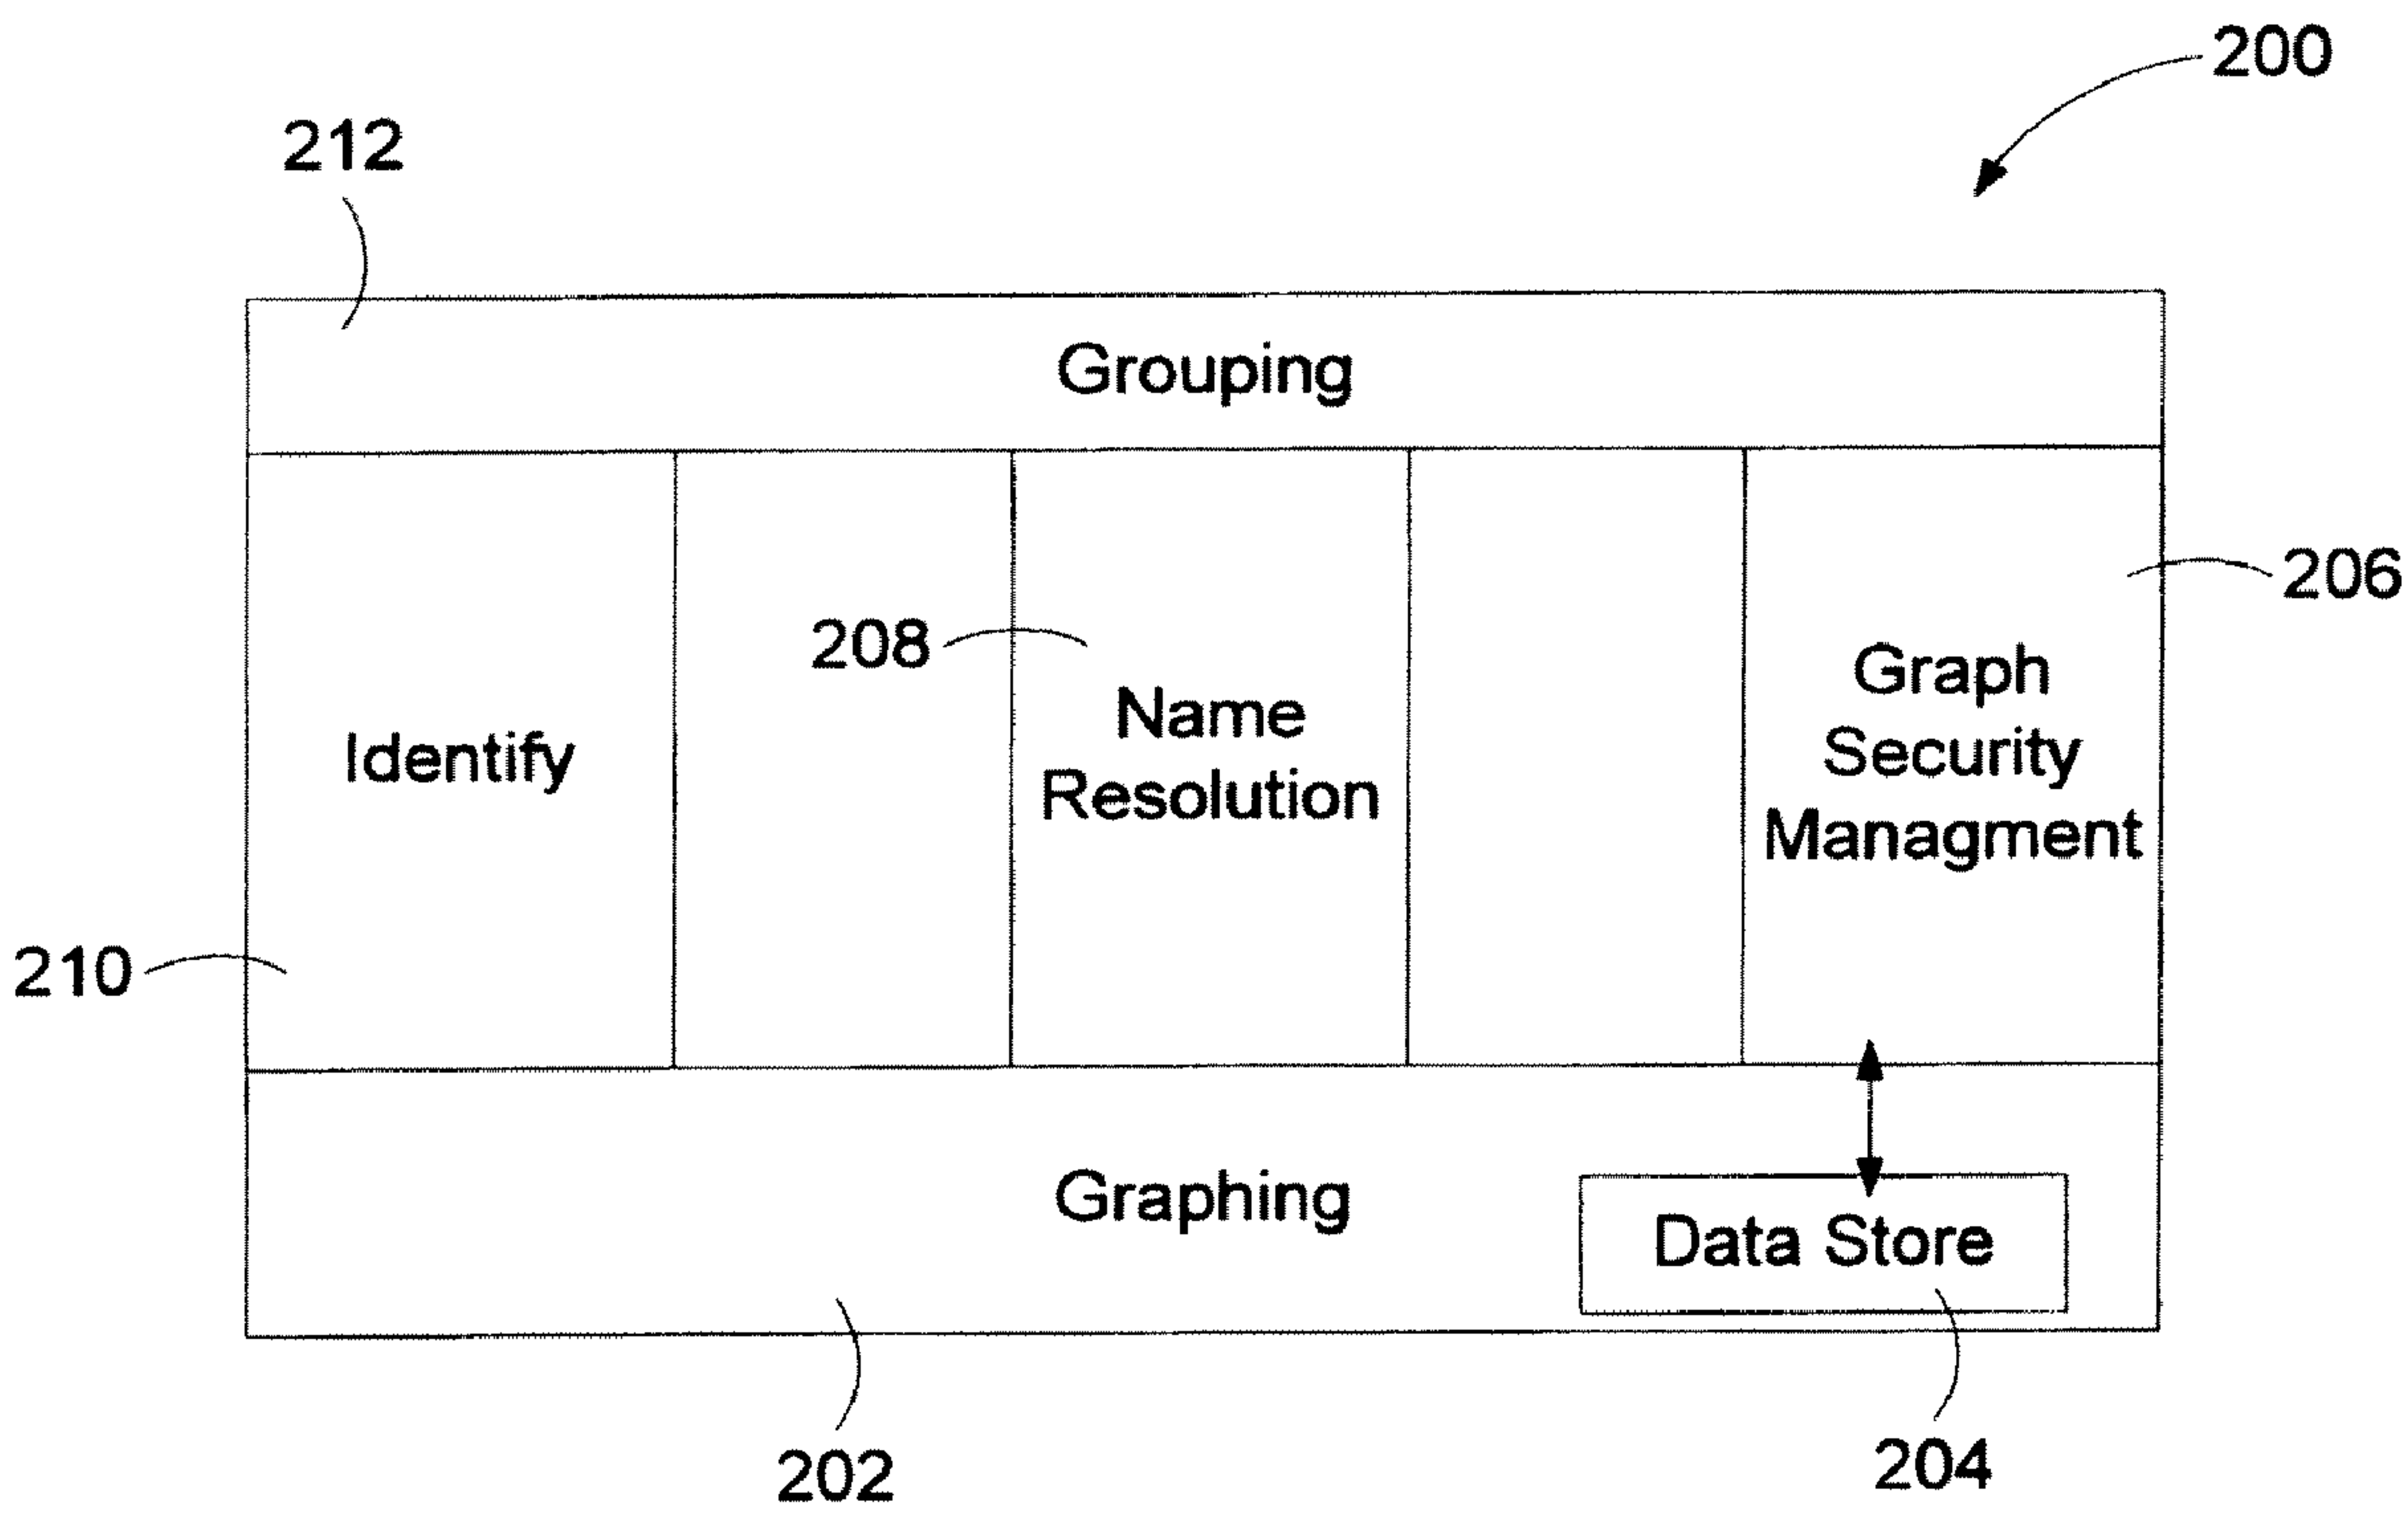 200
212
Grouping
206
208
Graph
Security
Managment
Name
Resolution
Identify
210
Graphing
Data Store
202
204